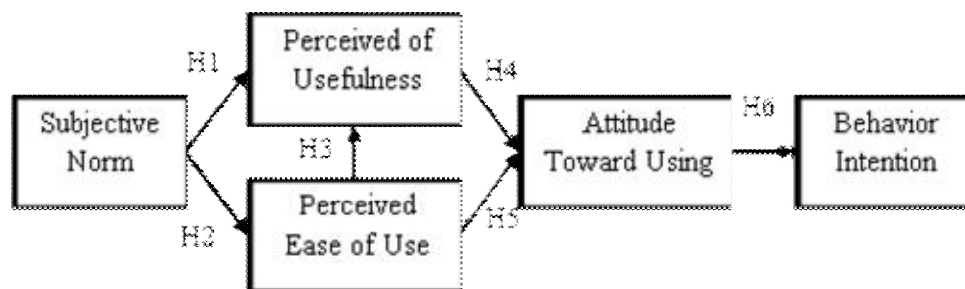 Perceived of
Usefulness
H1
H4
Subjective
Norm
H3
Attitude
Toward Using
H6
Behavior
Intention
H2
Perceived
Ease of Use
H5